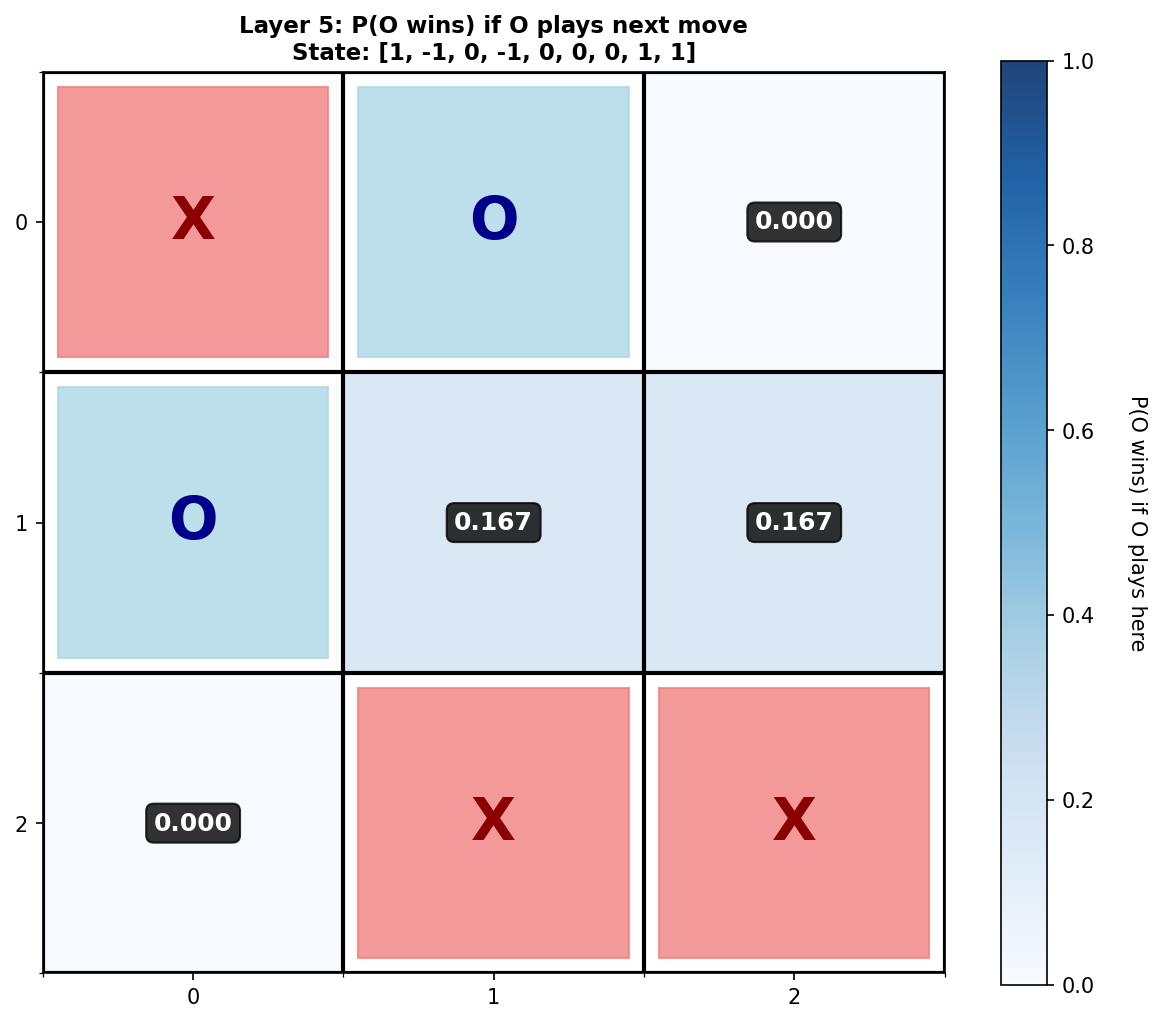 Layer 5: P(O wins) if O plays next move
State: [1, -1, 0, -1, 0, 0, 0, 1, 1]
0
X
O
0.000
1
O
0.167
0.167
2
0.000
X
X
0
1
2
1.0
0.8
0.6
0.4
0.2
0.0
P(O wins) if O plays here